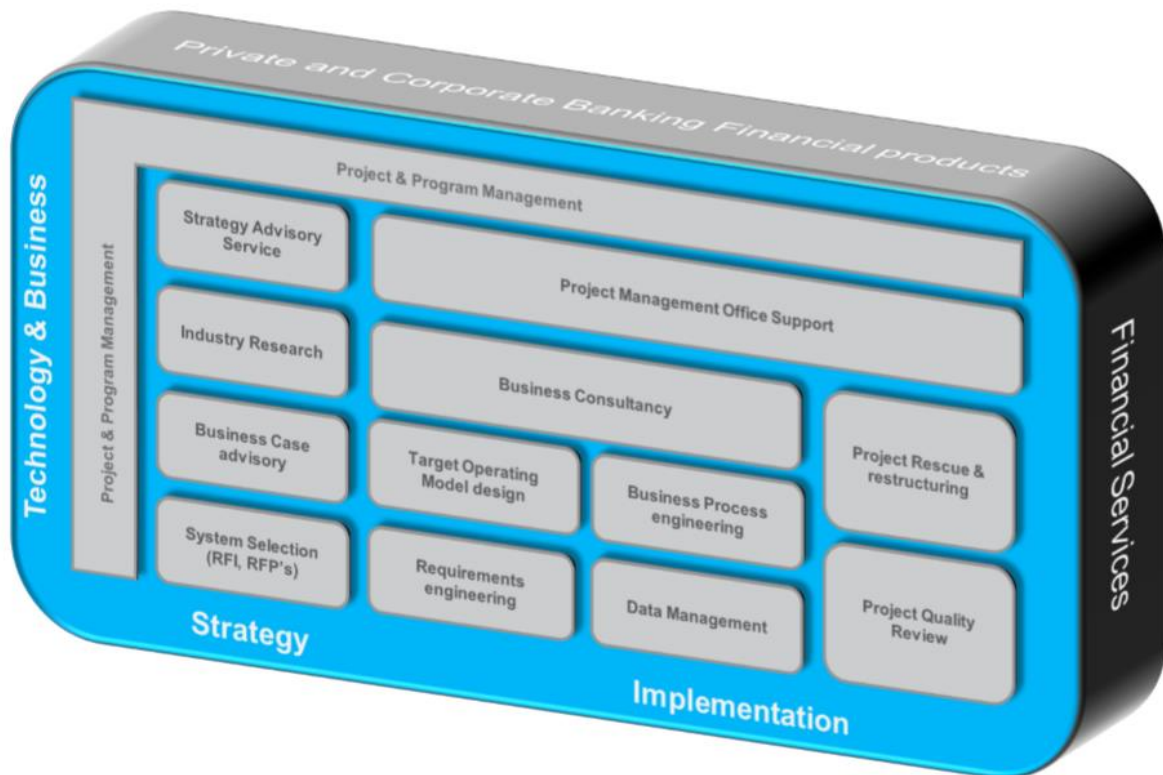 Private and Corporate Banking Financial products
Technology & Business
Project & Program Management
Project & Program Management
Strategy Advisory
Service
Industry Research
Business Case
advisory
System Selection
(RFI, RFP's)
Project Management Office Support
Business Consultancy
Target Operating
Model design
Business Process
engineering
Requirements
engineering
Data Management
Project Rescue &
restructuring
Project Quality
Review
Strategy
Implementation
Financial Services